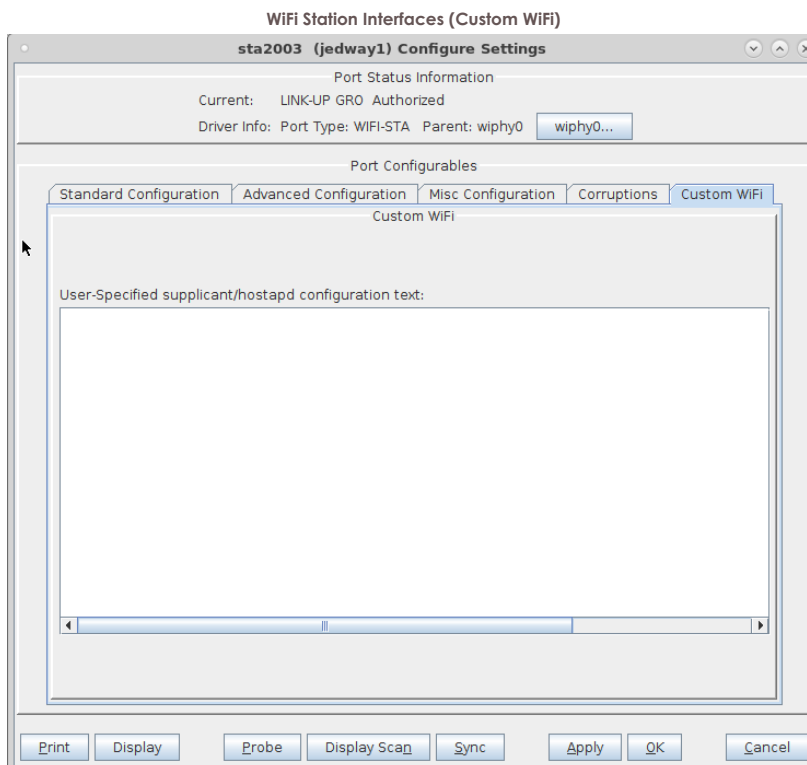 WiFi Station Interfaces (Custom WiFi)
sta2003 (jedway1) Configure Settings
Port Status Information
Current: LINK-UP GRO Authorized
Driver Info: Port Type: WIFI-STA Parent: wiphy0 wiphy0...
Port Configurables
Standard Configuration Advanced Configuration Misc Configuration Corruptions Custom WiFi
Custom WiFi
User-Specified supplicant/hostapd configuration text:
Print Display Probe Display Scan Sync Apply OK Cancel